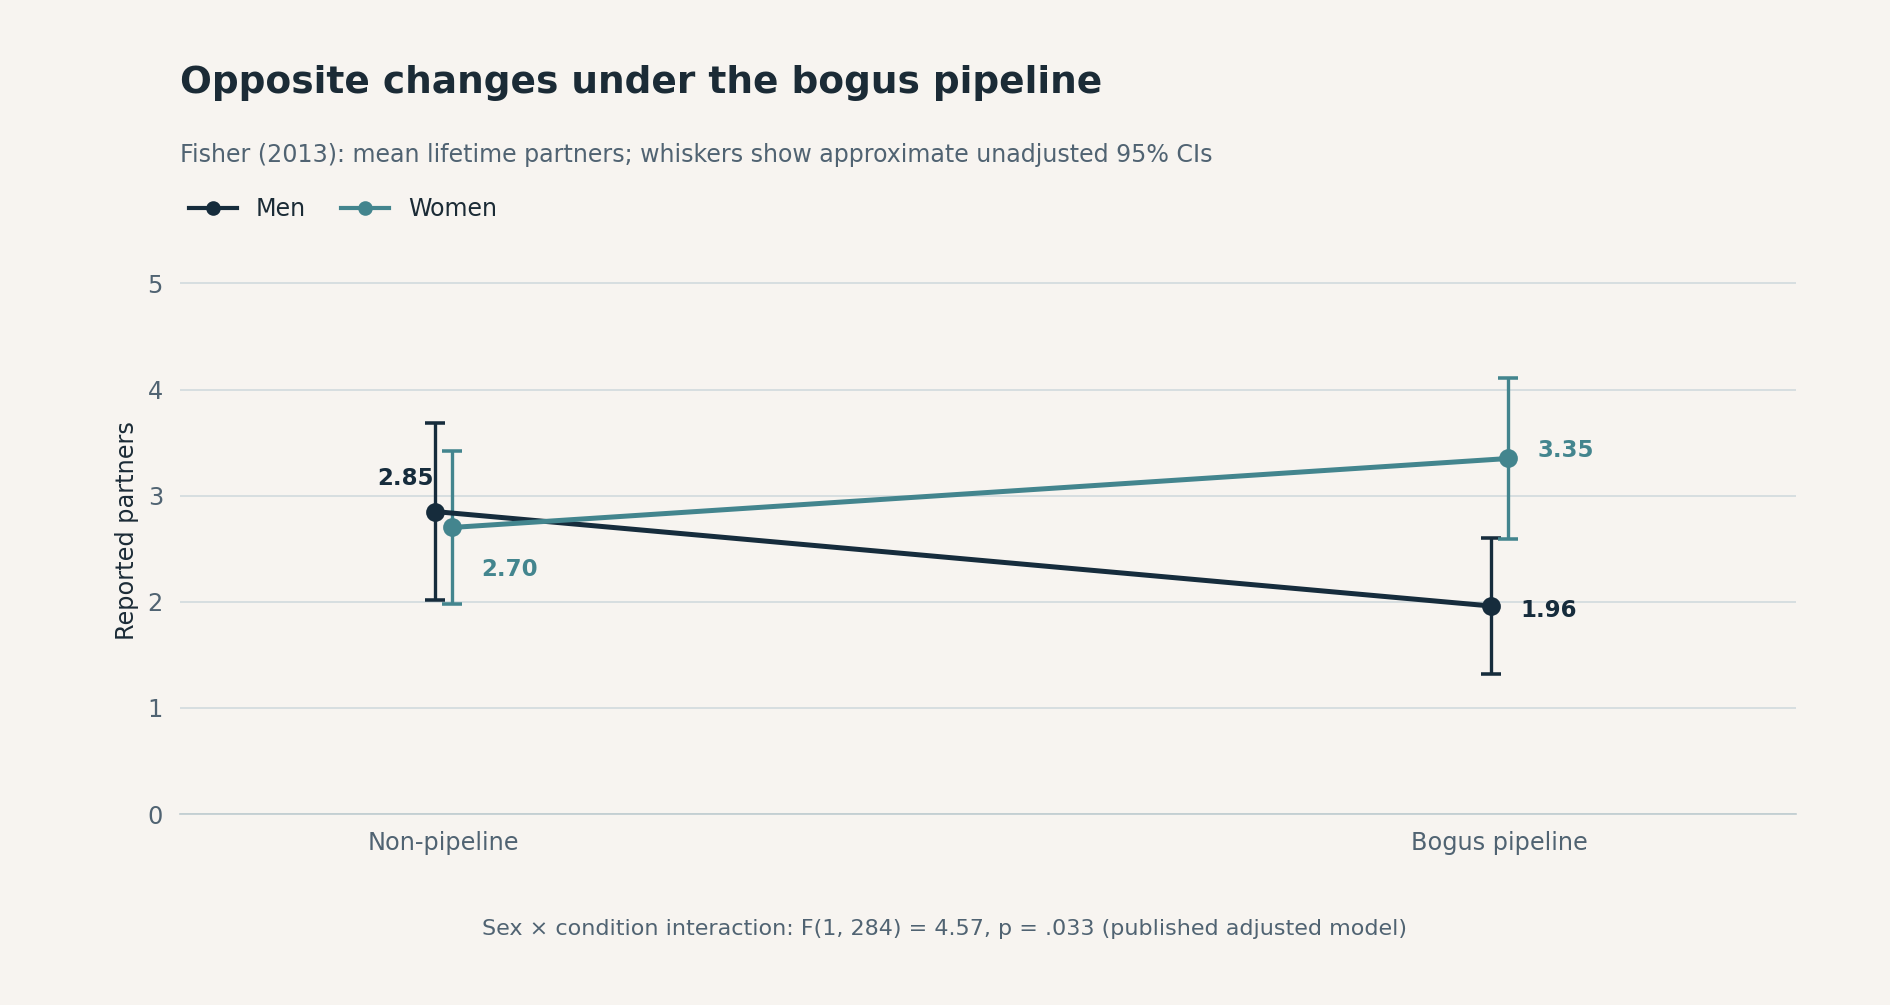 Opposite changes under the bogus pipeline
Fisher (2013): mean lifetime partners; whiskers show approximate unadjusted 95% CIs
Men Women
Reported partners
5
4
3
2
1
0
2.85
2.70
3.35
1.96
Non-pipeline Bogus pipeline
Sex × condition interaction: F(1, 284) = 4.57, p = .033 (published adjusted model)